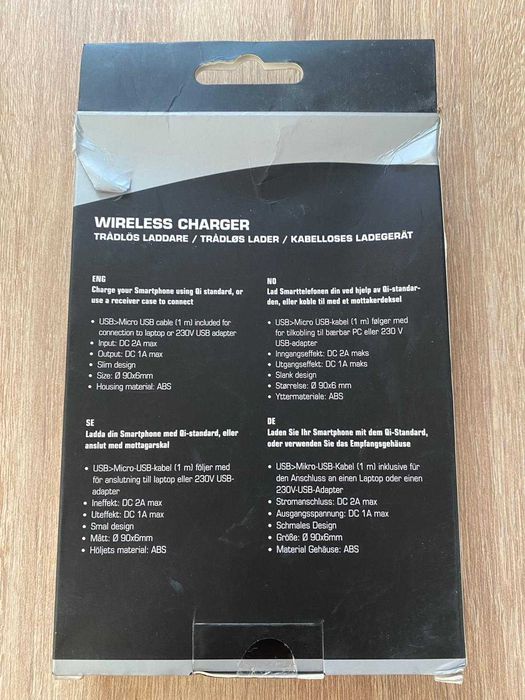 WIRELESS CHARGER
TRÅDLÖS LADDARE / TRÅDLØS LADER / KABELLOSES LADEGERÄT
ENG
Charge your Smartphone using Qi standard, or
use a receiver case to connect
• USB>Micro USB cable (1 m) included for
connection to laptop or 230V USB adapter
• Input: DC 2A max
• Output: DC 1A max
• Slim design
• Size: Ø 90x6mm
• Housing material: ABS
NO
Lad Smarttelefonen din ved hjelp av Qi-standar-
den, eller koble til med et mottakerdeksel
• USB>Micro USB-kabel (1 m) følger med
for tilkobling til bærbar PC eller 230 V
USB-adapter
• Inngangseffekt: DC 2A maks
• Utgangseffekt: DC 1A maks
• Slank design
• Størrelse: Ø 90x6 mm
• Yttermateriale: ABS
SE
Ladda din Smartphone med Qi-standard, eller
anslut med mottagarskal
• USB>Micro-USB-kabel (1 m) följer med
för anslutning till laptop eller 230V USB-
adapter
• Ineffekt: DC 2A max
• Uteffekt: DC 1A max
• Smal design
• Mått: Ø 90x6mm
• Höljets material: ABS
DE
Laden Sie Ihr Smartphone mit dem Qi-Standard,
oder verwenden Sie das Empfangsgehäuse
• USB>Mikro-USB-Kabel (1 m) inklusive für
den Anschluss an einen Laptop oder einen
230V-USB-Adapter
• Stromanschluss: DC 2A max
• Ausgangsspannung: DC 1A max
• Schmales Design
• Größe: Ø 90x6mm
• Material Gehäuse: ABS